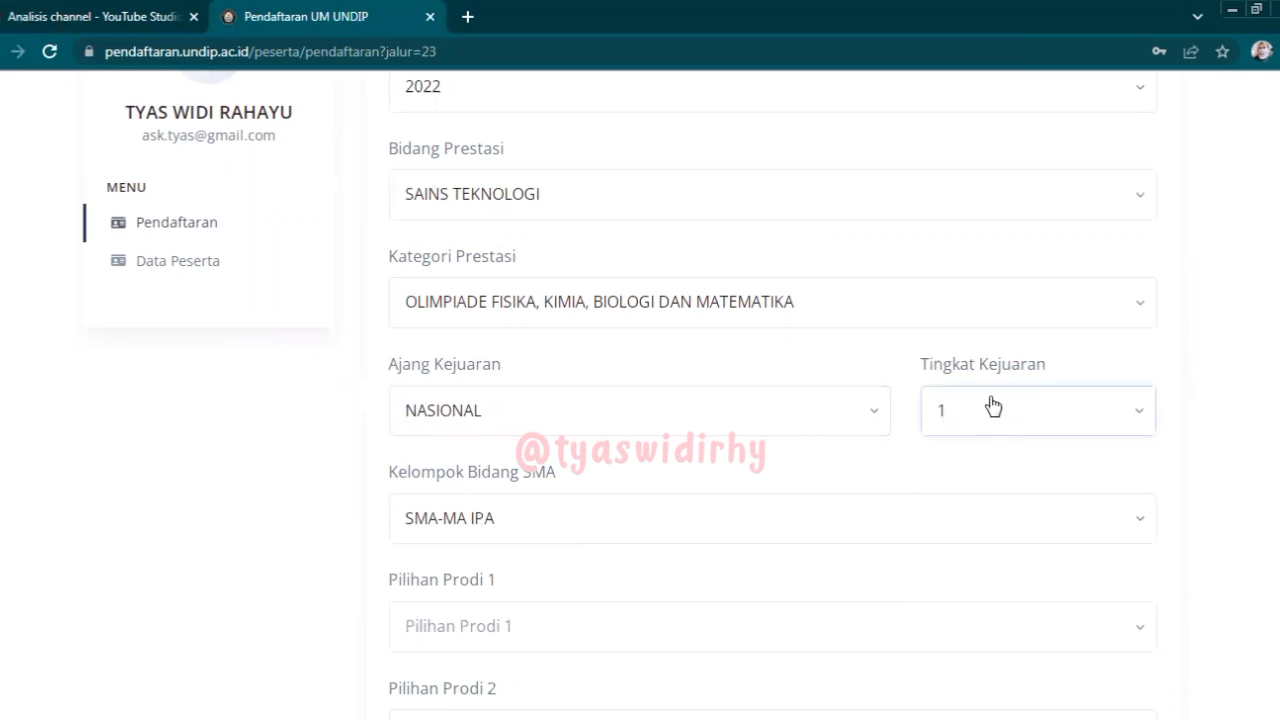 Analisis channel - YouTube Studi
Pendaftaran UM UNDIP
pendaftaran.undip.ac.id/peserta/pendaftaran?jalur=23
TYAS WIDI RAHAYU
ask.tyas@gmail.com
MENU
Pendaftaran
Data Peserta
2022
Bidang Prestasi
SAINS TEKNOLOGI
Kategori Prestasi
OLIMPIADE FISIKA, KIMIA, BIOLOGI DAN MATEMATIKA
Ajang Kejuaran
Tingkat Kejuaran
NASIONAL
1
@tyaswidirhy
Kelompok Bidang SMA
SMA-MA IPA
Pilihan Prodi 1
Pilihan Prodi 1
Pilihan Prodi 2